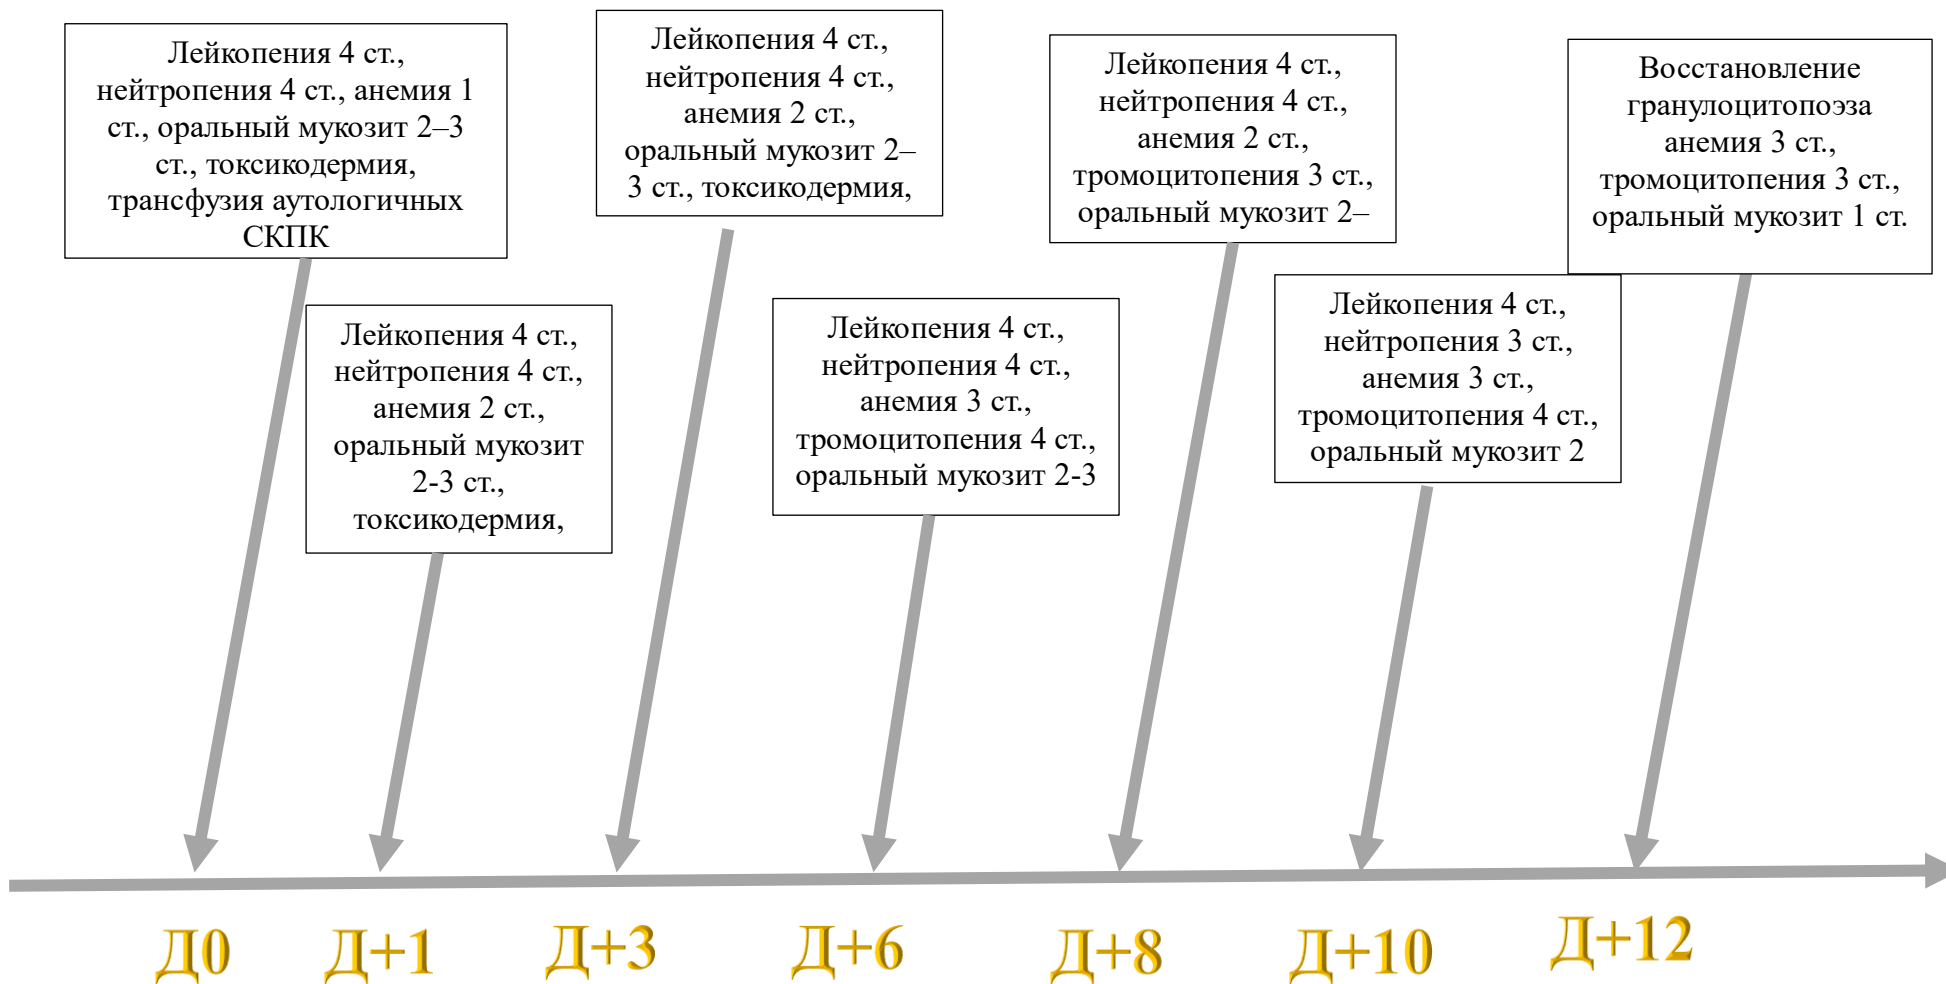 Лейкопения 4 ст.,
нейтропения 4 ст., анемия 1
ст., оральный мукозит 2–3
ст., токсикодермия,
трансфузия аутологичных
СКПК
Лейкопения 4 ст.,
нейтропения 4 ст.,
анемия 2 ст.,
оральный мукозит
2-3 ст.,
токсикодермия,
Лейкопения 4 ст.,
нейтропения 4 ст.,
анемия 2 ст.,
оральный мукозит 2–
3 ст., токсикодермия,
Лейкопения 4 ст.,
нейтропения 4 ст.,
анемия 3 ст.,
тромоцитопения 4 ст.,
оральный мукозит 2-3
Лейкопения 4 ст.,
нейтропения 4 ст.,
анемия 2 ст.,
тромоцитопения 3 ст.,
оральный мукозит 2–
Лейкопения 4 ст.,
нейтропения 3 ст.,
анемия 3 ст.,
тромоцитопения 4 ст.,
оральный мукозит 2
Восстановление
гранулоцитопоэза
анемия 3 ст.,
тромоцитопения 3 ст.,
оральный мукозит 1 ст.
Д0
Д+1
Д+3
Д+6
Д+8
Д+10
Д+12